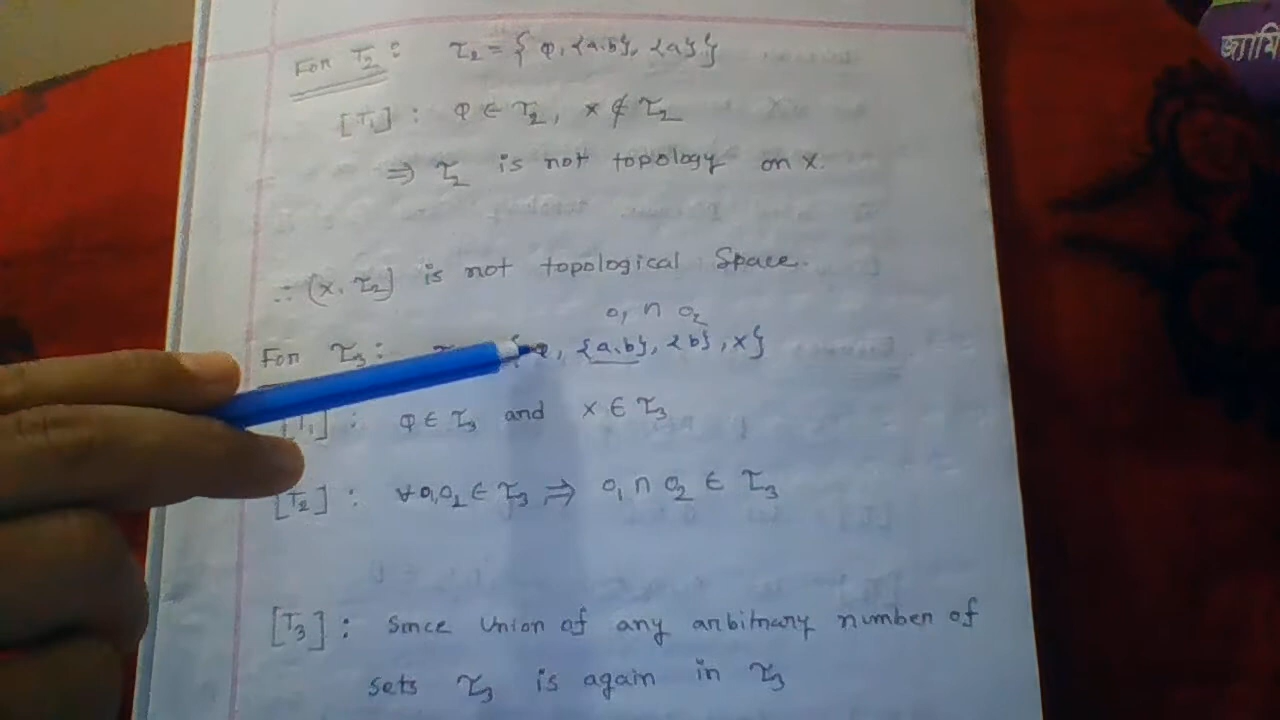 For T₂ : τ₂ = { φ, {a.b}, {a} }
জ্যামি
[T₁] : φ ∈ τ₂, x ∉ τ₂
⇒ τ₂ is not topology on x.
∴ (x, τ₂) is not topological Space.
o₁ ∩ o₂
For τ₃ : {a.b}, {b}, x}
[T₁] : φ ∈ τ₃ and x ∈ τ₃
[T₂] : ∀ o₁,o₂ ∈ τ₃ ⇒ o₁ ∩ o₂ ∈ τ₃
[T₃] : Since Union of any arbitrary number of
sets τ₃ is again in τ₃